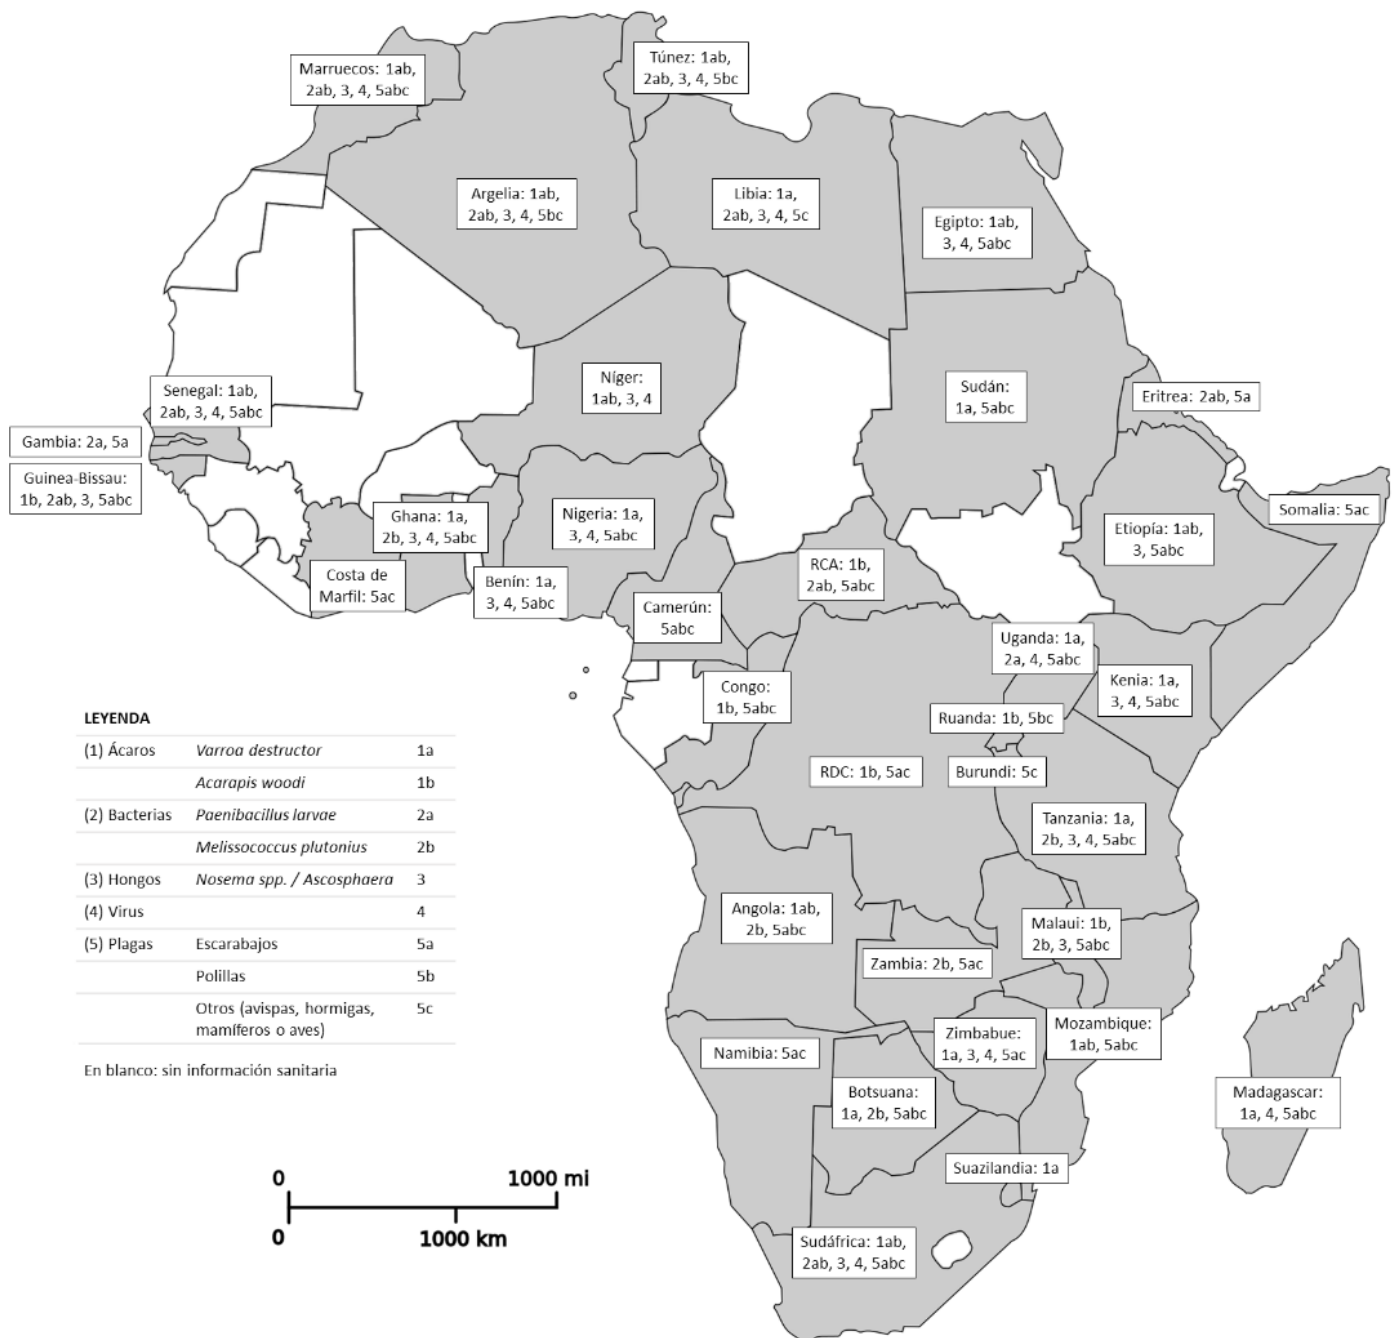 Marruecos: 1ab,
2ab, 3, 4, 5abc
Túnez: 1ab,
2ab, 3, 4, 5bc
Argelia: 1ab,
2ab, 3, 4, 5bc
Libia: 1a,
2ab, 3, 4, 5c
Egipto: 1ab,
3, 4, 5abc
Senegal: 1ab,
2ab, 3, 4, 5abc
Níger:
1ab, 3, 4
Sudán:
1a, 5abc
Eritrea: 2ab, 5a
Gambia: 2a, 5a
Guinea-Bissau:
1b, 2ab, 3, 5abc
Ghana: 1a,
2b, 3, 4, 5abc
Nigeria: 1a,
3, 4, 5abc
Etiopía: 1ab,
3, 5abc
Somalia: 5ac
Costa de
Marfil: 5ac
Benín: 1a,
3, 4, 5abc
RCA: 1b,
2ab, 5abc
Camerún:
5abc
Uganda: 1a,
2a, 4, 5abc
Congo:
1b, 5abc
Kenia: 1a,
3, 4, 5abc
Ruanda: 1b, 5bc
RDC: 1b, 5ac
Burundi: 5c
Tanzania: 1a,
2b, 3, 4, 5abc
Angola: 1ab,
2b, 5abc
Malaui: 1b,
2b, 3, 5abc
Zambia: 2b, 5ac
Zimbabue:
1a, 3, 4, 5ac
Mozambique:
1ab, 5abc
Namibia: 5ac
Botsuana:
1a, 2b, 5abc
Madagascar:
1a, 4, 5abc
Suazilandia: 1a
Sudáfrica: 1ab,
2ab, 3, 4, 5abc
LEYENDA
(1) Ácaros Varroa destructor 1a
Acarapis woodi 1b
(2) Bacterias Paenibacillus larvae 2a
Melissococcus plutonius 2b
(3) Hongos Nosema spp. / Ascosphaera 3
(4) Virus 4
(5) Plagas Escarabajos 5a
Polillas 5b
Otros (avispas, hormigas, 5c
mamíferos o aves)
En blanco: sin información sanitaria
0 1000 mi
0 1000 km